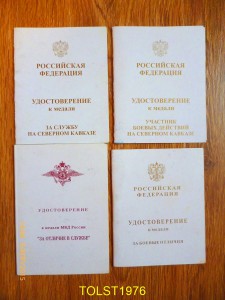 РОССИЙСКАЯ
ФЕДЕРАЦИЯ
УДОСТОВЕРЕНИЕ
К МЕДАЛИ
ЗА СЛУЖБУ
НА СЕВЕРНОМ КАВКАЗЕ
РОССИЙСКАЯ
ФЕДЕРАЦИЯ
УДОСТОВЕРЕНИЕ
К МЕДАЛИ
УЧАСТНИК
БОЕВЫХ ДЕЙСТВИЙ
НА СЕВЕРНОМ КАВКАЗЕ
УДОСТОВЕРЕНИЕ
к медали МВД России
"ЗА ОТЛИЧИЕ В СЛУЖБЕ"
РОССИЙСКАЯ
ФЕДЕРАЦИЯ
УДОСТОВЕРЕНИЕ
К МЕДАЛИ
ЗА БОЕВЫЕ ОТЛИЧИЯ
TOLST1976